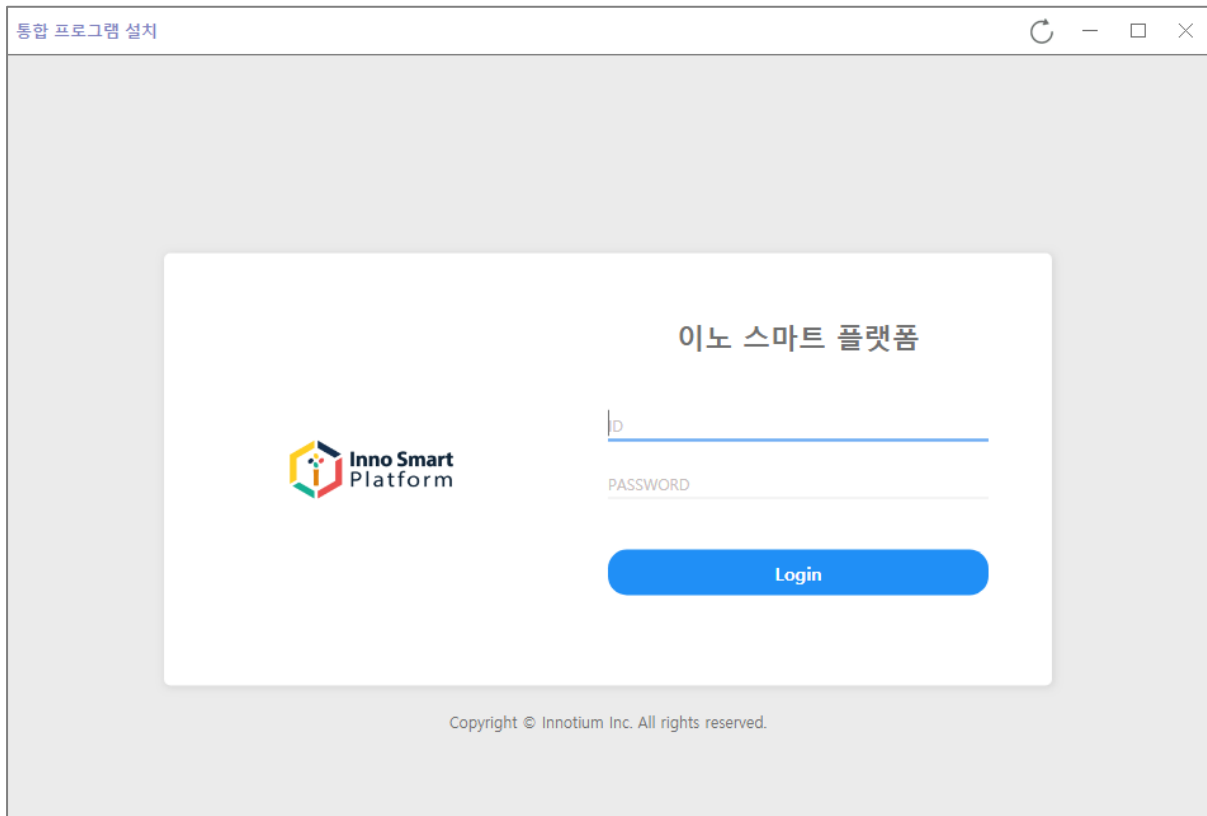 통합 프로그램 설치
이노 스마트 플랫폼
ID
Inno Smart
Platform
PASSWORD
Login
Copyright © Innotium Inc. All rights reserved.